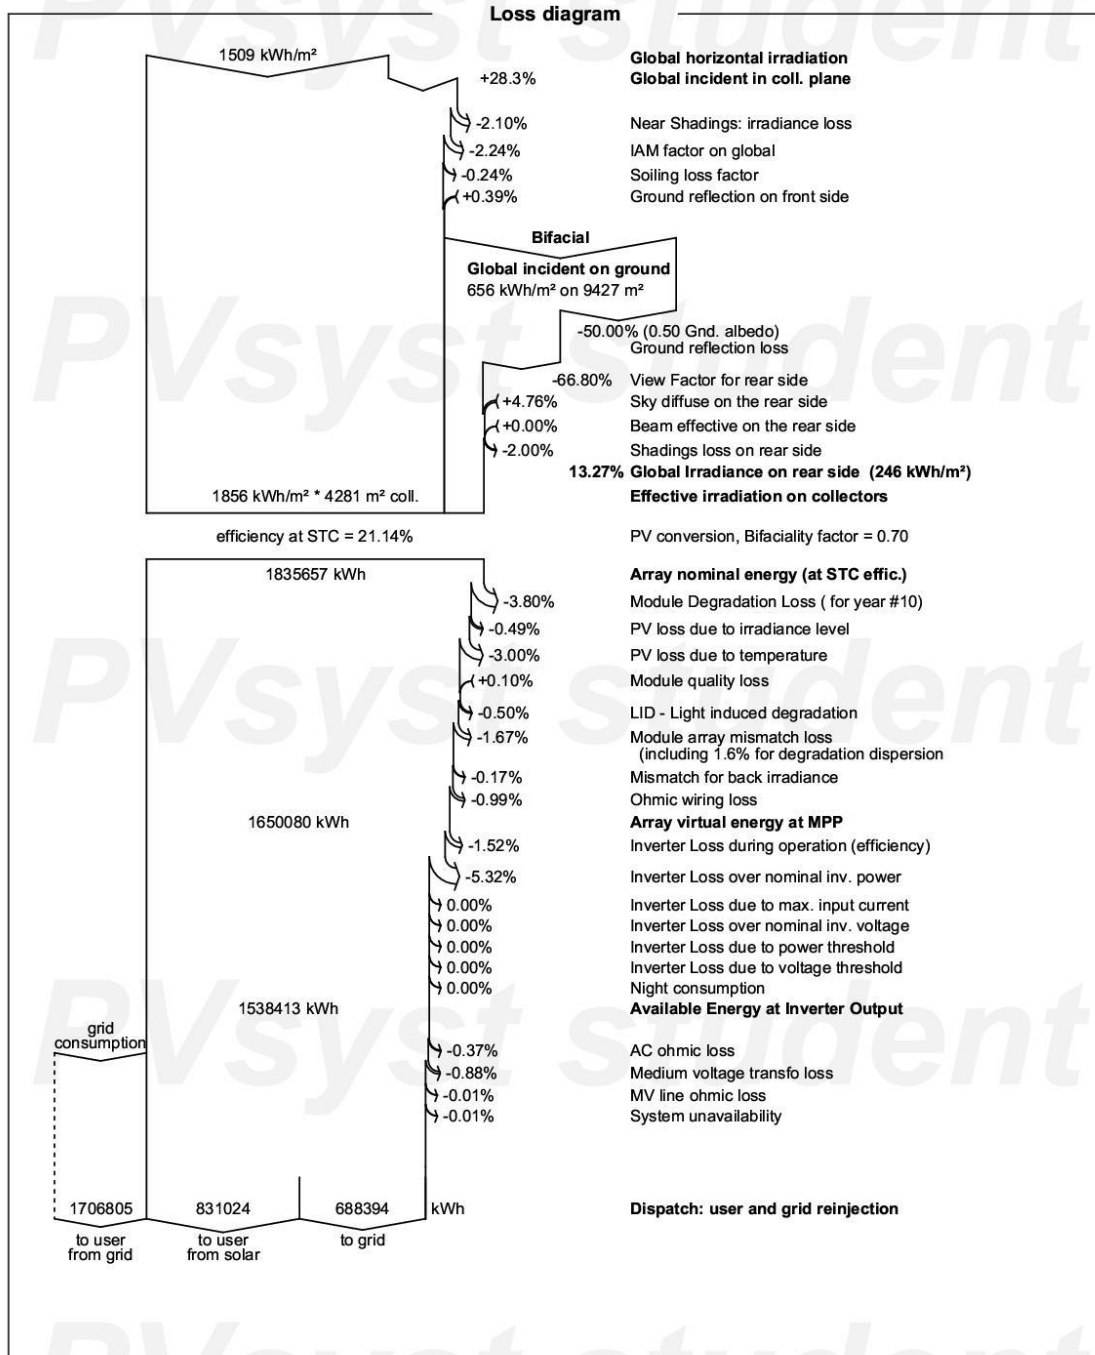 Loss diagram
1509 kWh/m²
Global horizontal irradiation
+28.3% Global incident in coll. plane
-2.10% Near Shadings: irradiance loss
-2.24% IAM factor on global
-0.24% Soiling loss factor
+0.39% Ground reflection on front side
Bifacial
Global incident on ground
656 kWh/m² on 9427 m²
-50.00% (0.50 Gnd. albedo)
Ground reflection loss
-66.80% View Factor for rear side
+4.76% Sky diffuse on the rear side
+0.00% Beam effective on the rear side
-2.00% Shadings loss on rear side
13.27% Global Irradiance on rear side (246 kWh/m²)
1856 kWh/m² * 4281 m² coll. Effective irradiation on collectors
efficiency at STC = 21.14% PV conversion, Bifaciality factor = 0.70
1835657 kWh Array nominal energy (at STC effic.)
-3.80% Module Degradation Loss ( for year #10)
-0.49% PV loss due to irradiance level
-3.00% PV loss due to temperature
+0.10% Module quality loss
-0.50% LID - Light induced degradation
-1.67% Module array mismatch loss
(including 1.6% for degradation dispersion
-0.17% Mismatch for back irradiance
-0.99% Ohmic wiring loss
1650080 kWh Array virtual energy at MPP
-1.52% Inverter Loss during operation (efficiency)
-5.32% Inverter Loss over nominal inv. power
0.00% Inverter Loss due to max. input current
0.00% Inverter Loss over nominal inv. voltage
0.00% Inverter Loss due to power threshold
0.00% Inverter Loss due to voltage threshold
0.00% Night consumption
1538413 kWh Available Energy at Inverter Output
grid
consumption
-0.37% AC ohmic loss
-0.88% Medium voltage transfo loss
-0.01% MV line ohmic loss
-0.01% System unavailability
1706805 831024 688394 kWh Dispatch: user and grid reinjection
to user to user to grid
from grid from solar
PVsyst student
PVsyst student
PVsyst student
PVsyst student
PVsyst student